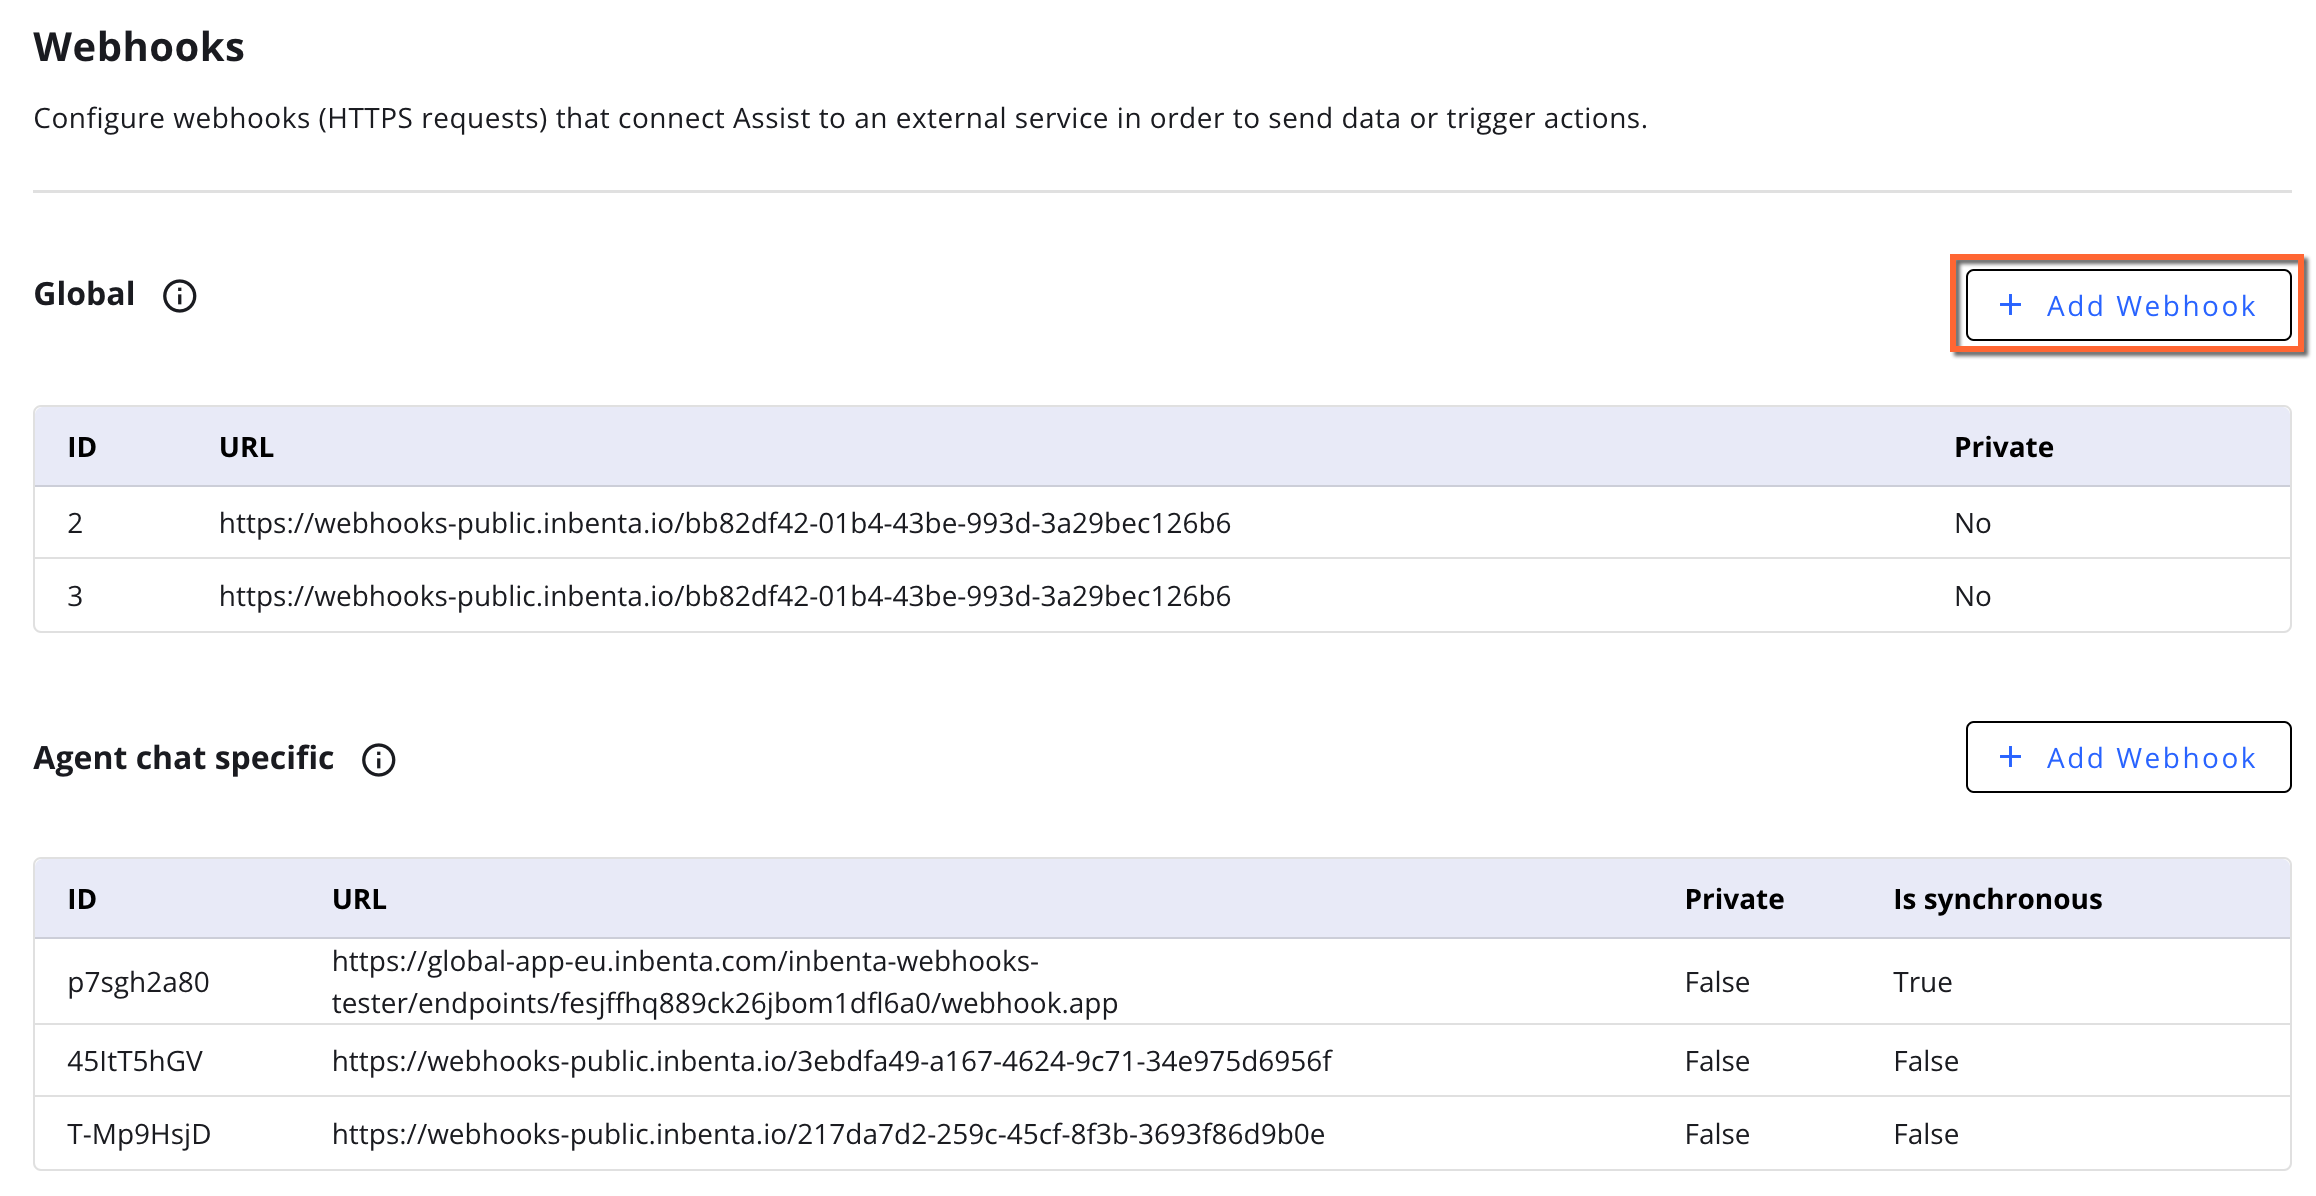 Webhooks
Configure webhooks (HTTPS requests) that connect Assist to an external service in order to send data or trigger actions.
Global
+ Add Webhook
ID URL Private
2 https://webhooks-public.inbenta.io/bb82df42-01b4-43be-993d-3a29bec126b6 No
3 https://webhooks-public.inbenta.io/bb82df42-01b4-43be-993d-3a29bec126b6 No
Agent chat specific
+ Add Webhook
ID URL Private Is synchronous
p7sgh2a80 https://global-app-eu.inbenta.com/inbenta-webhooks- False True
tester/endpoints/fesjffhq889ck26jbom1dfl6a0/webhook.app
45ItT5hGV https://webhooks-public.inbenta.io/3ebdfa49-a167-4624-9c71-34e975d6956f False False
T-Mp9HsjD https://webhooks-public.inbenta.io/217da7d2-259c-45cf-8f3b-3693f86d9b0e False False